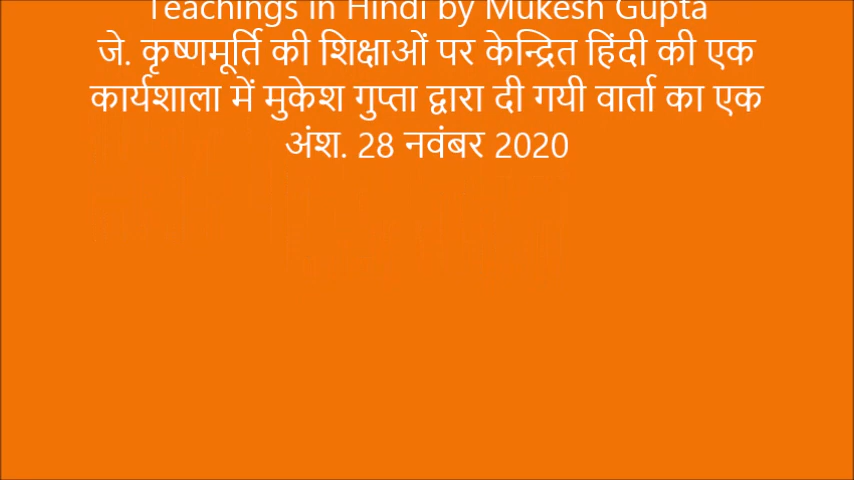 Teachings in Hindi by Mukesh Gupta
जे. कृष्णमूर्ति की शिक्षाओं पर केन्द्रित हिंदी की एक
कार्यशाला में मुकेश गुप्ता द्वारा दी गयी वार्ता का एक
अंश. 28 नवंबर 2020